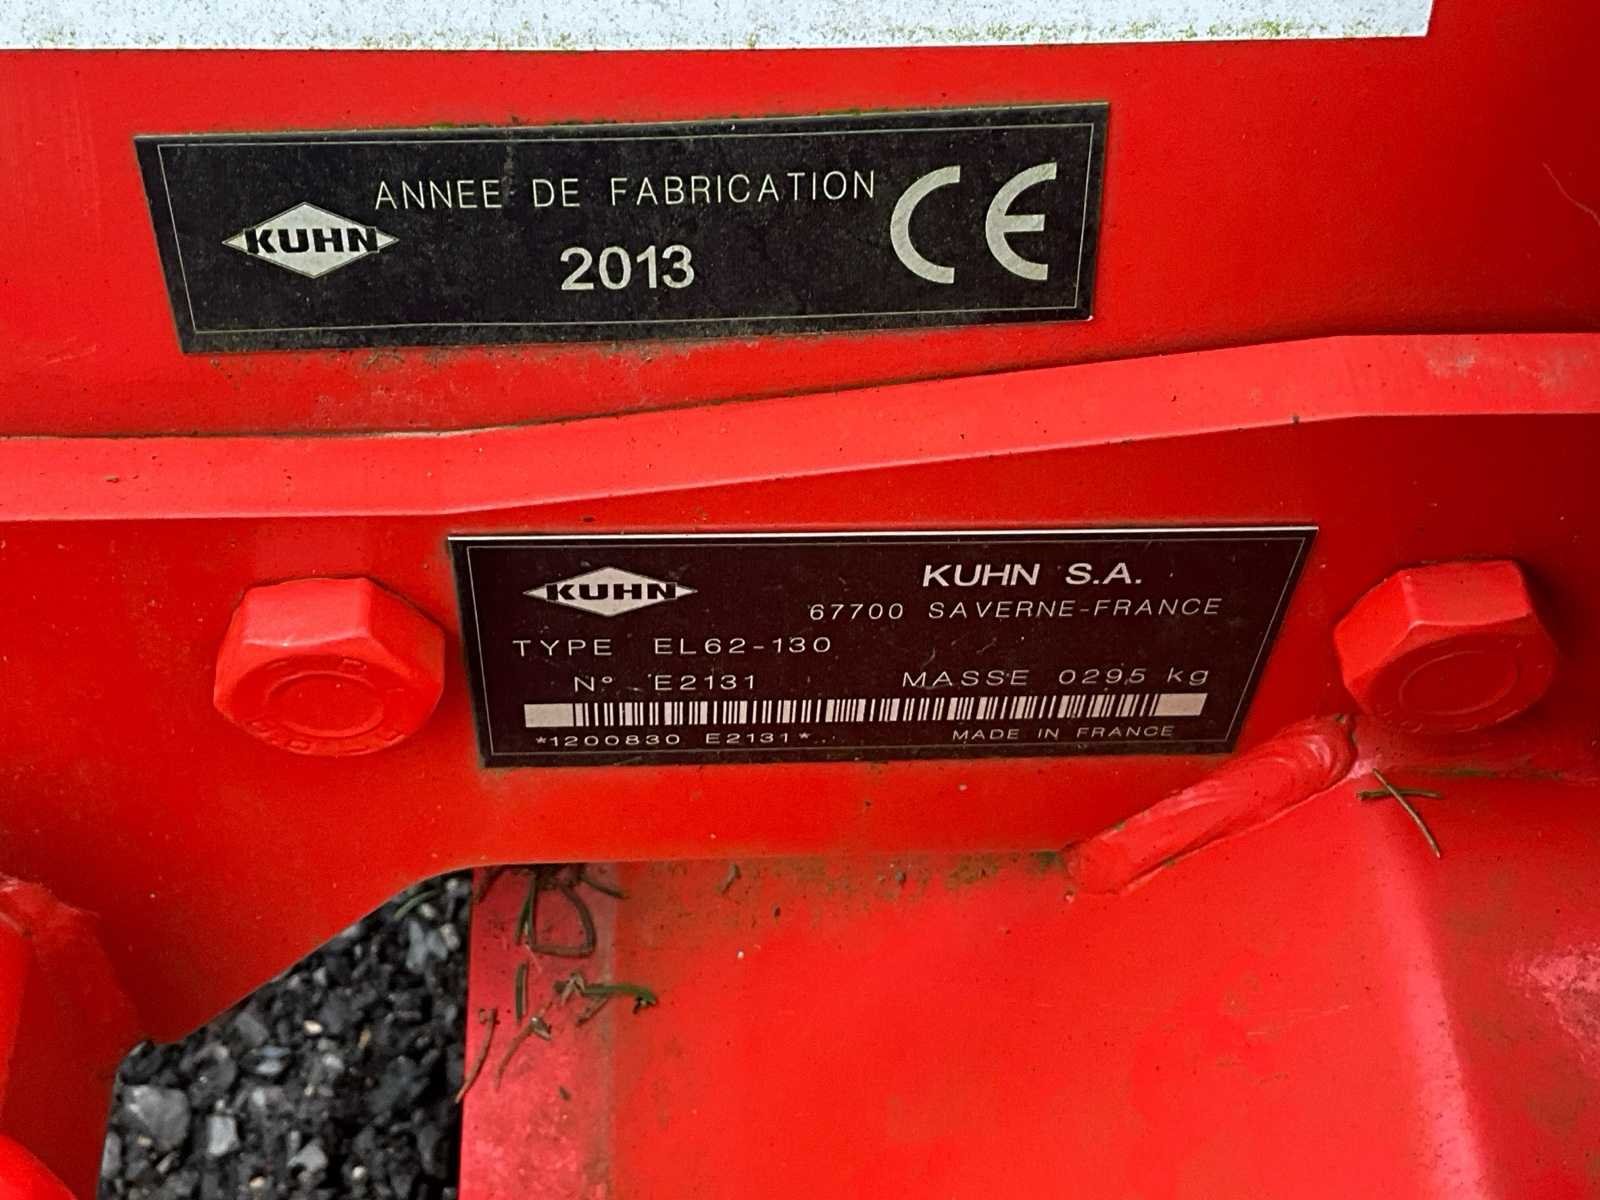 ANNEE DE FABRICATION
KUHN
2013
CE
KUHN
KUHN S.A.
67700 SAVERNE-FRANCE
TYPE EL62-130
N° E2131 MASSE 0295 kg
*1200830 E2131*
MADE IN FRANCE